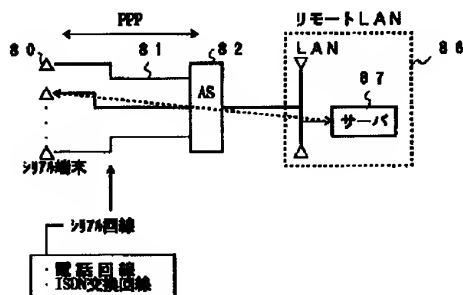 PPP
リモートLAN
80
81
82
86
LAN
87
AS
サーバ
シリアル端末
シリアル回線
・電話回線
・ISDN交換回線